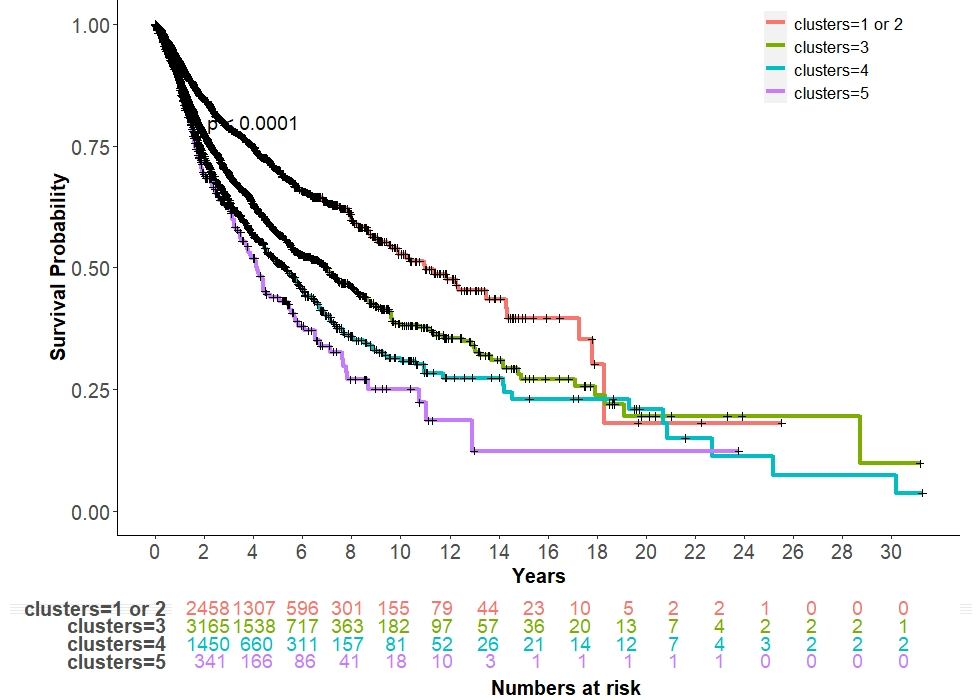 clusters=1 or 2
clusters=3
clusters=4
clusters=5
1.00
0.75
0.50
0.25
0.00
Survival Probability
p < 0.0001
0 2 4 6 8 10 12 14 16 18 20 22 24 26 28 30
Years
clusters=1 or 2 2458 1307 596 301 155 79 44 23 10 5 2 2 1 0 0 0
clusters=3 3165 1538 717 363 182 97 57 36 20 13 7 4 2 2 2 1
clusters=4 1450 660 311 157 81 52 26 21 14 12 7 4 3 2 2 2
clusters=5 341 166 86 41 18 10 3 1 1 1 1 1 0 0 0 0
Numbers at risk